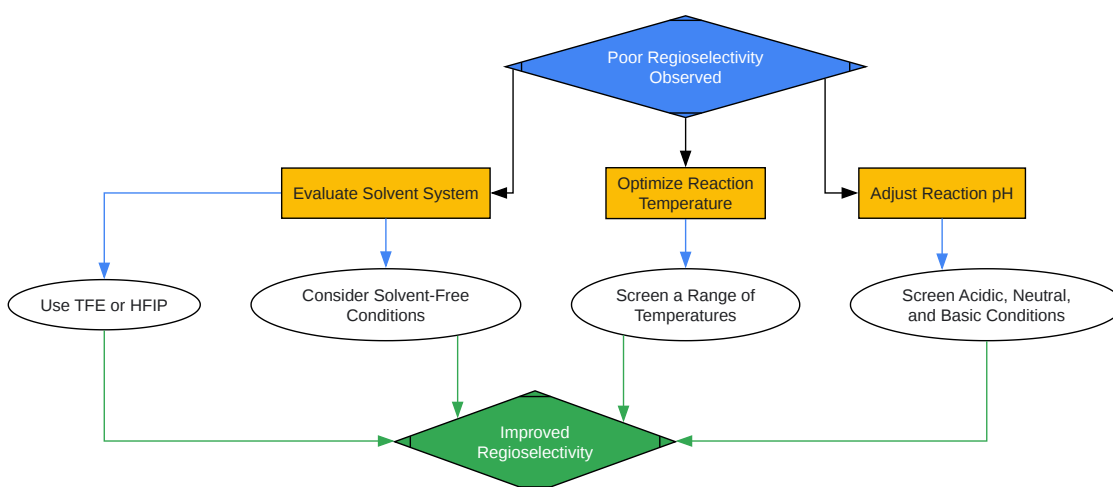 Poor Regioselectivity
Observed
Evaluate Solvent System
Optimize Reaction
Temperature
Adjust Reaction pH
Use TFE or HFIP
Consider Solvent-Free
Conditions
Screen a Range of
Temperatures
Screen Acidic, Neutral,
and Basic Conditions
Improved
Regioselectivity